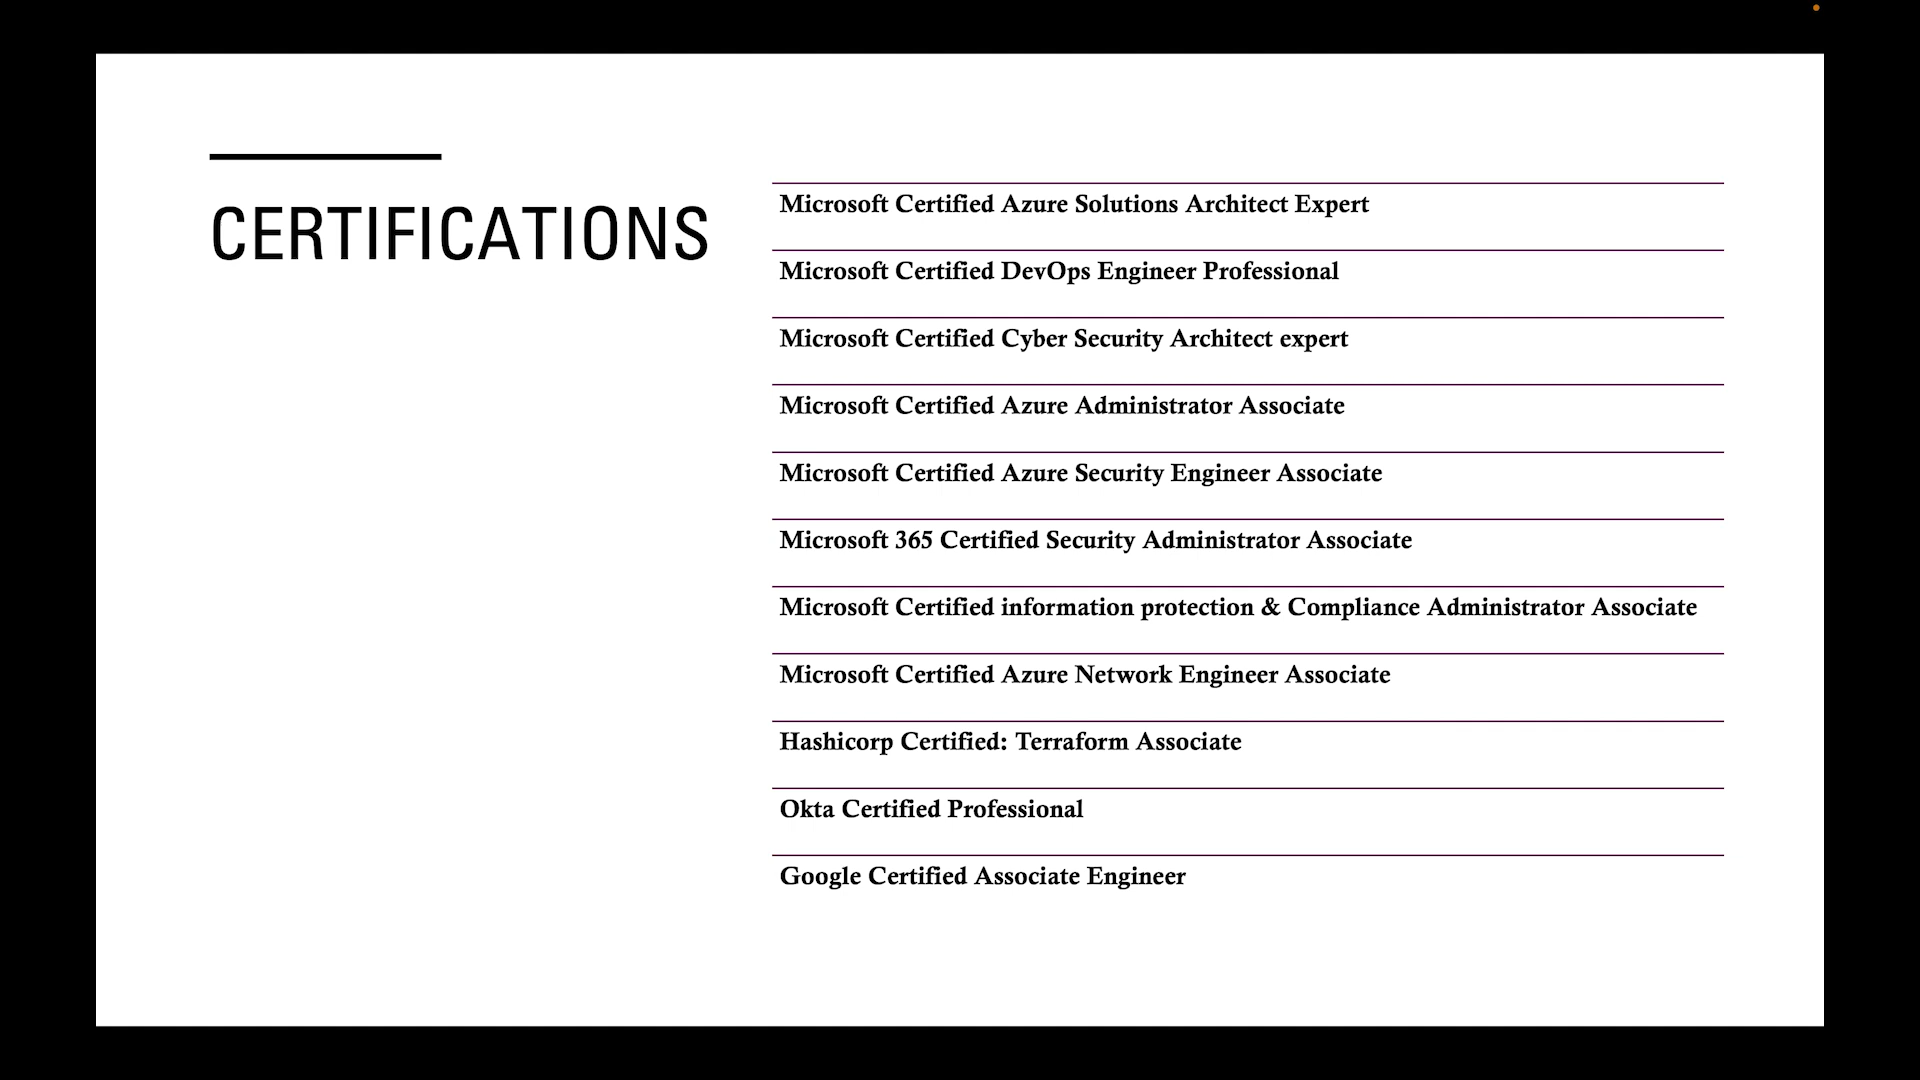 CERTIFICATIONS
Microsoft Certified Azure Solutions Architect Expert
Microsoft Certified DevOps Engineer Professional
Microsoft Certified Cyber Security Architect expert
Microsoft Certified Azure Administrator Associate
Microsoft Certified Azure Security Engineer Associate
Microsoft 365 Certified Security Administrator Associate
Microsoft Certified information protection & Compliance Administrator Associate
Microsoft Certified Azure Network Engineer Associate
Hashicorp Certified: Terraform Associate
Okta Certified Professional
Google Certified Associate Engineer